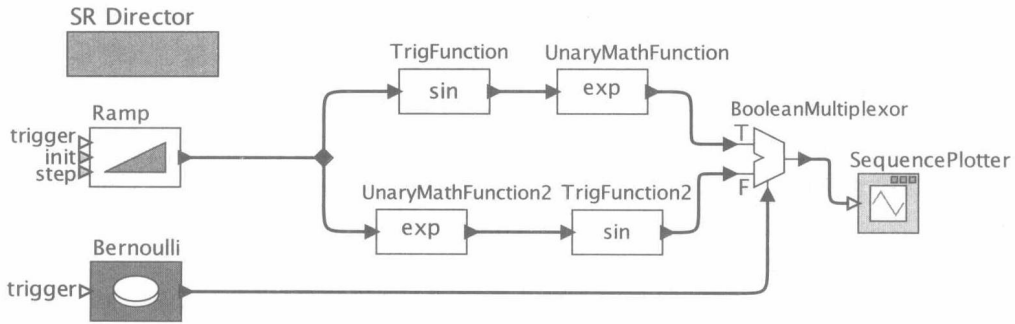 SR Director
TrigFunction
UnaryMathFunction
sin
exp
Ramp
trigger
init
step
BooleanMultiplexor
T
F
SequencePlotter
UnaryMathFunction2
TrigFunction2
exp
sin
Bernoulli
trigger